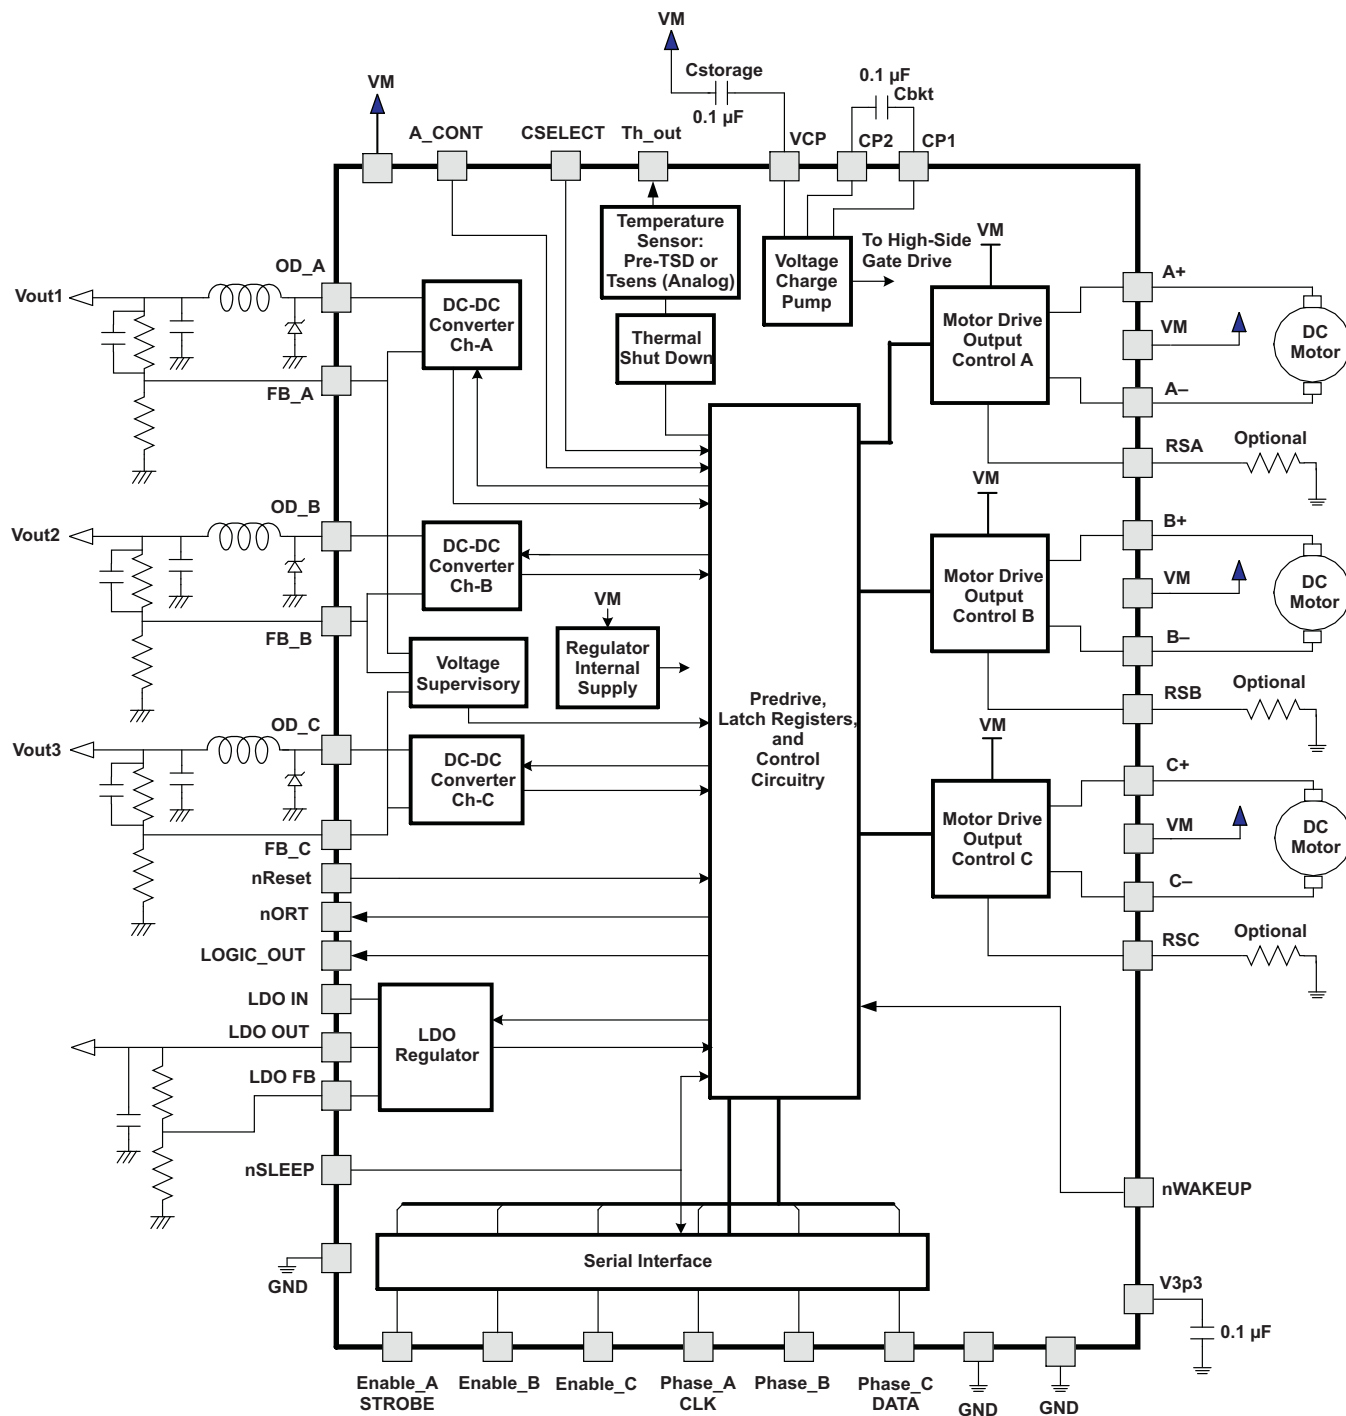 VM
Cstorage
0.1 µF
0.1 µF
Cbkt
VM
A_CONT
CSELECT
Th_out
VCP
CP2
CP1
Temperature
Sensor:
Pre-TSD or
Tsens (Analog)
Voltage
Charge
Pump
To High-Side
Gate Drive
VM
OD_A
Vout1
DC-DC
Converter
Ch-A
Thermal
Shut Down
Motor Drive
Output
Control A
A+
VM
DC
Motor
A–
FB_A
RSA
Optional
VM
OD_B
Vout2
DC-DC
Converter
Ch-B
Motor Drive
Output
Control B
B+
VM
DC
Motor
B–
FB_B
VM
Voltage
Supervisory
Regulator
Internal
Supply
Predrive,
Latch Registers,
and
Control
Circuitry
RSB
Optional
VM
OD_C
Vout3
DC-DC
Converter
Ch-C
Motor Drive
Output
Control C
C+
VM
DC
Motor
C–
FB_C
nReset
nORT
LOGIC_OUT
RSC
Optional
LDO IN
LDO OUT
LDO FB
LDO
Regulator
nSLEEP
nWAKEUP
Serial Interface
GND
V3p3
0.1 µF
Enable_A
STROBE
Enable_B
Enable_C
Phase_A
CLK
Phase_B
Phase_C
DATA
GND
GND